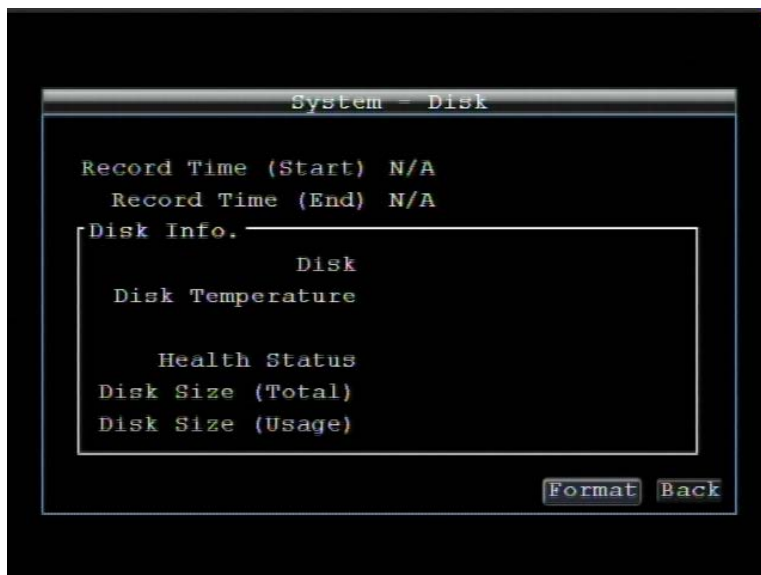 System - Disk
Record Time (Start) N/A
Record Time (End) N/A
Disk Info.
Disk
Disk Temperature
Health Status
Disk Size (Total)
Disk Size (Usage)
Format Back